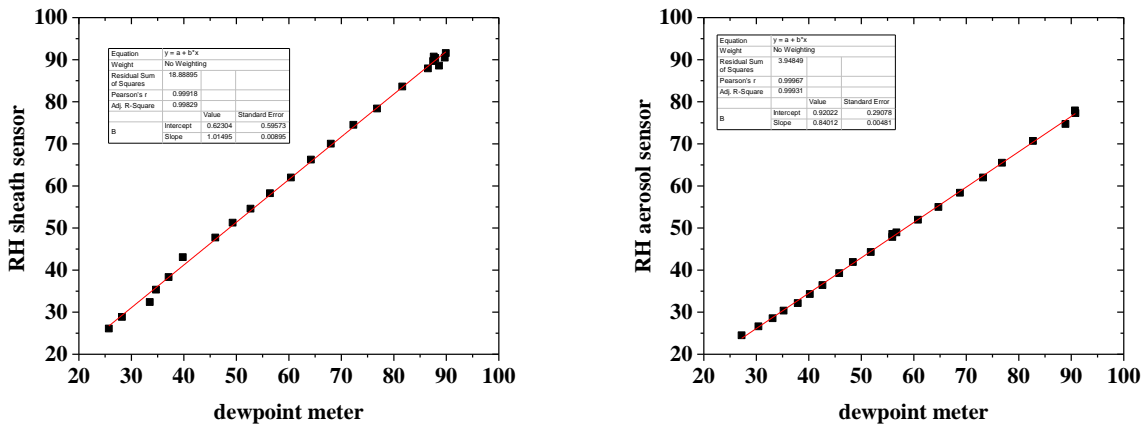 Equation y = a + b*x
Weight No Weighting
Residual Sum of Squares 18.88895
Pearson's r 0.99918
Adj. R-Square 0.99829
Value Standard Error
B Intercept 0.62304 0.59573
Slope 1.01495 0.00895
100
90
80
70
60
50
40
30
20
RH sheath sensor
20 30 40 50 60 70 80 90 100
dewpoint meter
Equation y = a + b*x
Weight No Weighting
Residual Sum of Squares 3.94849
Pearson's r 0.99967
Adj. R-Square 0.99931
Value Standard Error
B Intercept 0.92022 0.29078
Slope 0.84012 0.00481
100
90
80
70
60
50
40
30
20
RH aerosol sensor
20 30 40 50 60 70 80 90 100
dewpoint meter